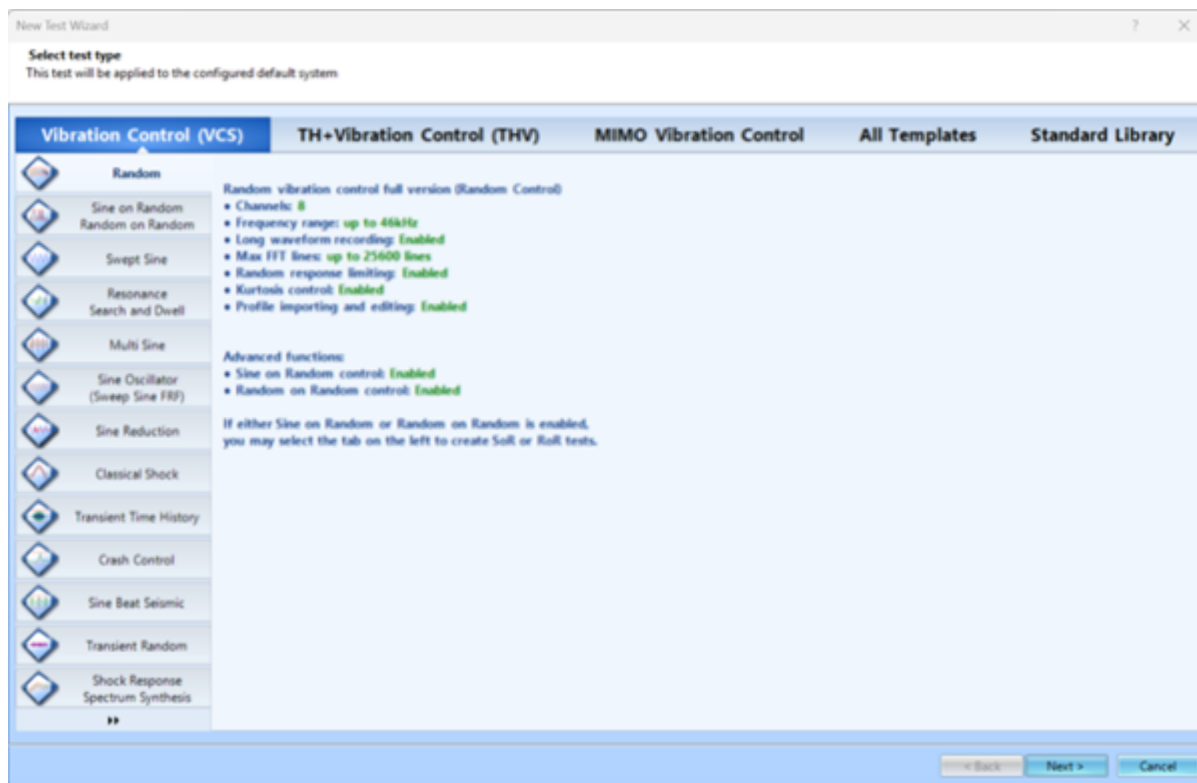 New Test Wizard
?
Select test type
This test will be applied to the configured default system
Vibration Control (VCS)
TH+Vibration Control (THV)
MIMO Vibration Control
All Templates
Standard Library
Random
Sine on Random
Random on Random
Swept Sine
Resonance
Search and Dwell
Multi Sine
Sine Oscillator
(Sweep Sine FRF)
Sine Reduction
Classical Shock
Transient Time History
Crash Control
Sine Beat Seismic
Transient Random
Shock Response
Spectrum Synthesis
Random vibration control full version (Random Control)
• Channels: 8
• Frequency range: up to 46kHz
• Long waveform recording: Enabled
• Max FFT lines: up to 25600 lines
• Random response limiting: Enabled
• Kurtosis control: Enabled
• Profile importing and editing: Enabled
Advanced functions:
• Sine on Random control: Enabled
• Random on Random control: Enabled
If either Sine on Random or Random on Random is enabled,
you may select the tab on the left to create SoR or RoR tests.
< Back
Next >
Cancel